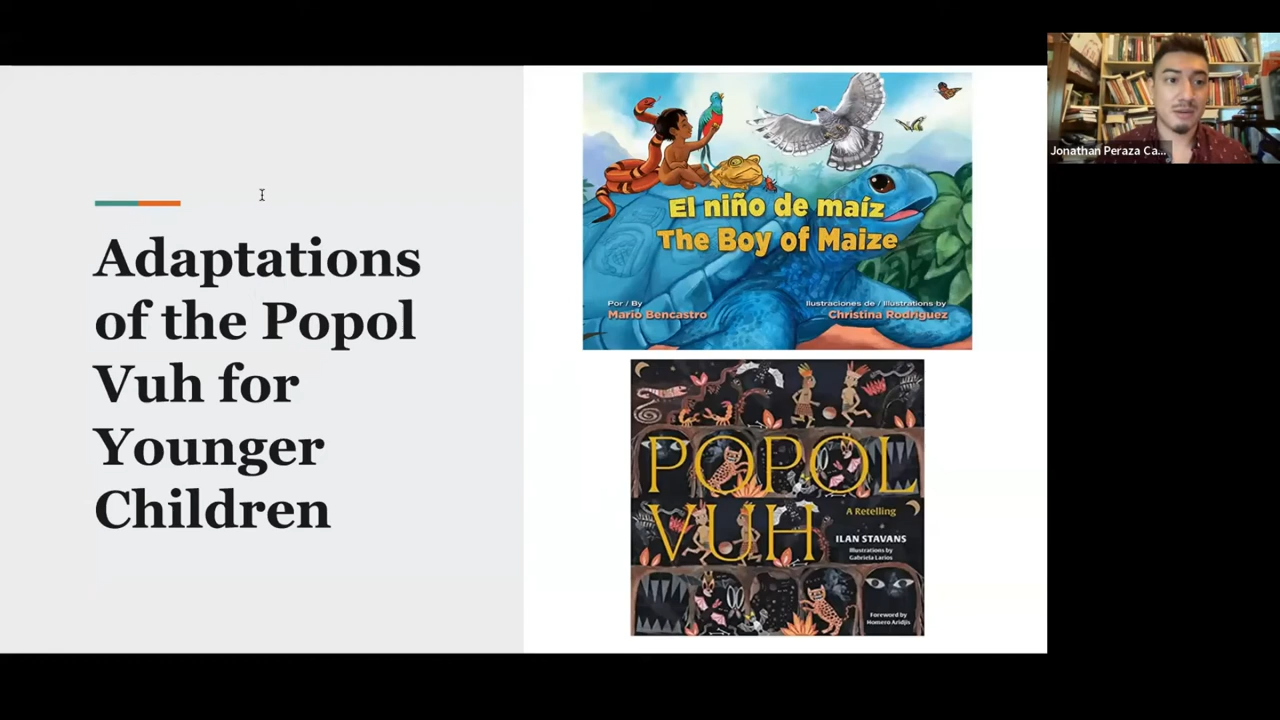 Adaptations
of the Popol
Vuh for
Younger
Children
El niño de maíz
The Boy of Maize
Por / By
Mario Bencastro
Ilustraciones de / Illustrations by
Christina Rodriguez
POPOL
VUH
A Retelling
ILAN STAVANS
Illustrations by
Gabriela Larios
Foreword by
Homero Aridjis
Jonathan Peraza Ca...